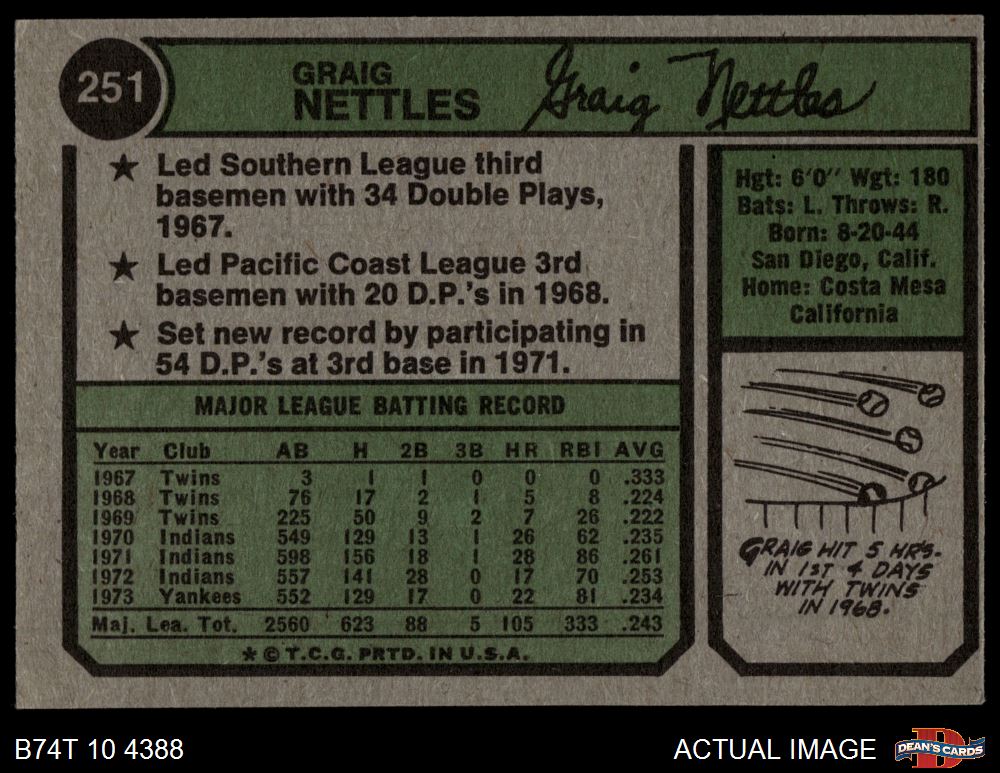 251
GRAIG
NETTLES
Graig Nettles
★ Led Southern League third
basemen with 34 Double Plays,
1967.
★ Led Pacific Coast League 3rd
basemen with 20 D.P.'s in 1968.
★ Set new record by participating in
54 D.P.'s at 3rd base in 1971.
MAJOR LEAGUE BATTING RECORD
Year Club AB H 2B 3B HR RBI AVG
1967 Twins 3 1 1 0 0 0 .333
1968 Twins 76 17 2 1 5 8 .224
1969 Twins 225 50 9 2 7 26 .222
1970 Indians 549 129 13 1 26 62 .235
1971 Indians 598 156 18 1 28 86 .261
1972 Indians 557 141 28 0 17 70 .253
1973 Yankees 552 129 17 0 22 81 .234
Maj. Lea. Tot. 2560 623 88 5 105 333 .243
* © T.C.G. PRTD. IN U.S.A.
Hgt: 6'0" Wgt: 180
Bats: L. Throws: R.
Born: 8-20-44
San Diego, Calif.
Home: Costa Mesa
California
GRAIG HIT 5 HR'S.
IN 1ST 4 DAYS
WITH TWINS
IN 1968.
B74T 10 4388
ACTUAL IMAGE
D
DEAN'S CARDS